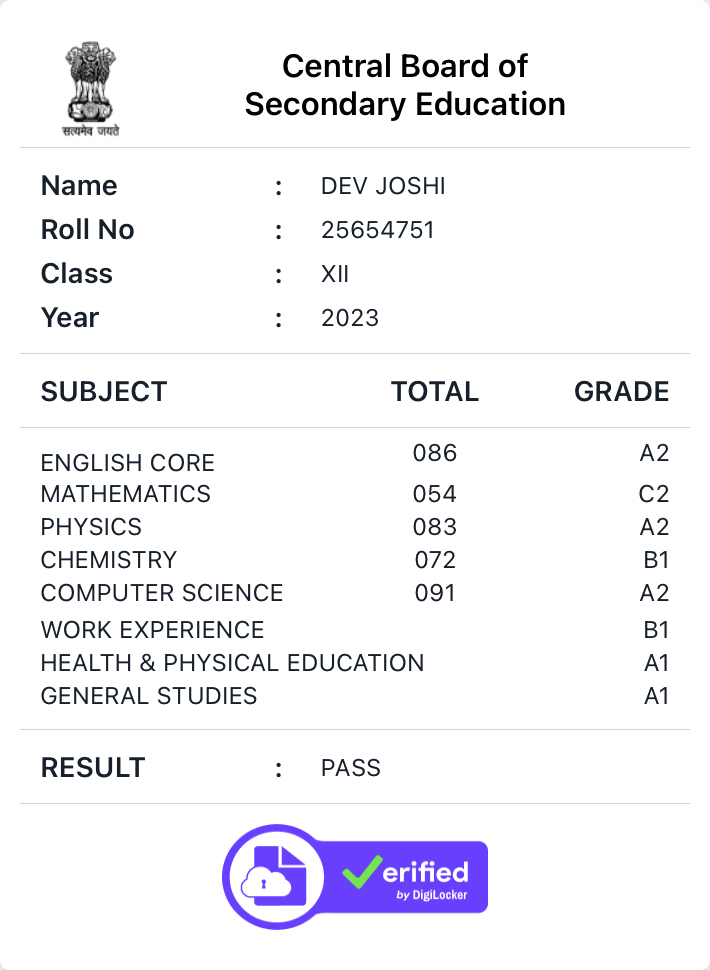 सत्यमेव जयते
Central Board of
Secondary Education
Name : DEV JOSHI
Roll No : 25654751
Class : XII
Year : 2023
SUBJECT TOTAL GRADE
ENGLISH CORE 086 A2
MATHEMATICS 054 C2
PHYSICS 083 A2
CHEMISTRY 072 B1
COMPUTER SCIENCE 091 A2
WORK EXPERIENCE B1
HEALTH & PHYSICAL EDUCATION A1
GENERAL STUDIES A1
RESULT : PASS
erified
by DigiLocker